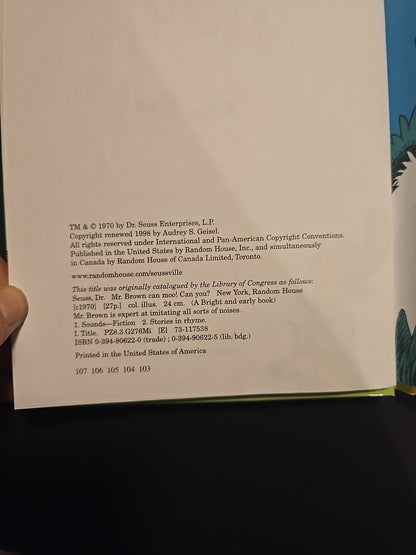 TM & © 1970 by Dr. Seuss Enterprises, L.P.
Copyright renewed 1998 by Audrey S. Geisel.
All rights reserved under International and Pan-American Copyright Conventions.
Published in the United States by Random House, Inc., and simultaneously
in Canada by Random House of Canada Limited, Toronto.
www.randomhouse.com/seussville
This title was originally catalogued by the Library of Congress as follows:
Seuss, Dr. Mr. Brown can moo! Can you? New York, Random House
[c1970] [27p.] col. illus. 24 cm. (A Bright and early book)
Mr. Brown is expert at imitating all sorts of noises.
1. Sounds—Fiction 2. Stories in rhyme.
I. Title. PZ8.3.G276Mi [E] 73-117538
ISBN 0-394-80622-0 (trade) ; 0-394-90622-5 (lib. bdg.)
Printed in the United States of America
107 106 105 104 103